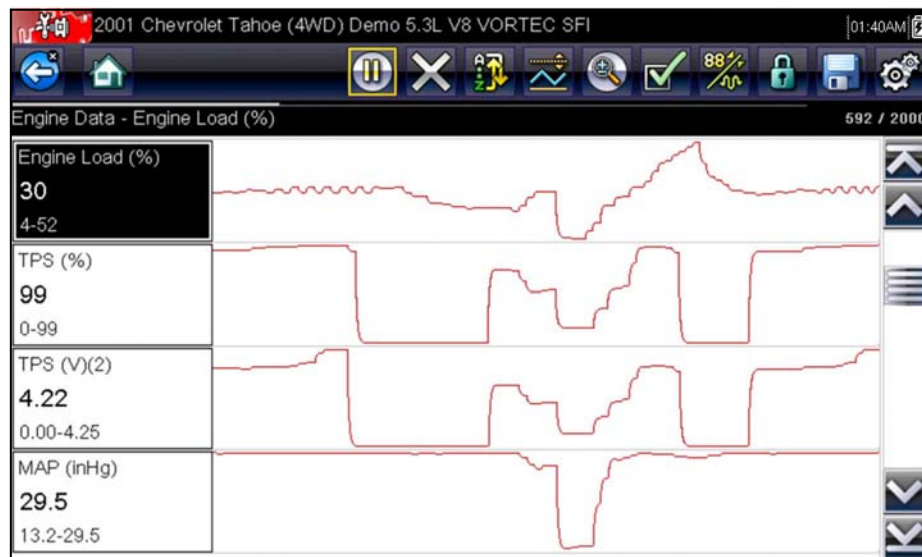 2001 Chevrolet Tahoe (4WD) Demo 5.3L V8 VORTEC SFI
01:40AM
Engine Data - Engine Load (%)
592 / 2000
Engine Load (%)
30
4-52
TPS (%)
99
0-99
TPS (V)(2)
4.22
0.00-4.25
MAP (inHg)
29.5
13.2-29.5